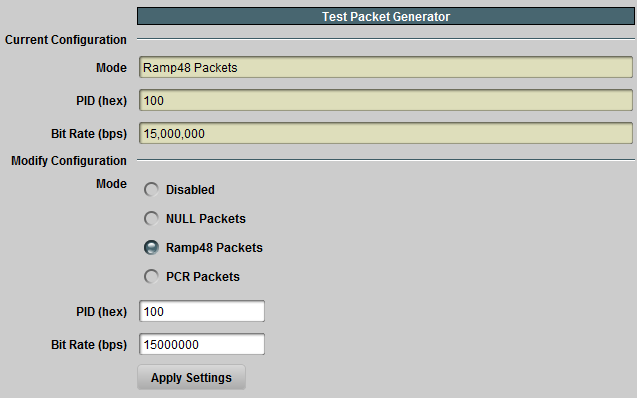 Test Packet Generator
Current Configuration
Mode Ramp48 Packets
PID (hex) 100
Bit Rate (bps) 15,000,000
Modify Configuration
Mode
Disabled
NULL Packets
Ramp48 Packets
PCR Packets
PID (hex) 100
Bit Rate (bps) 15000000
Apply Settings